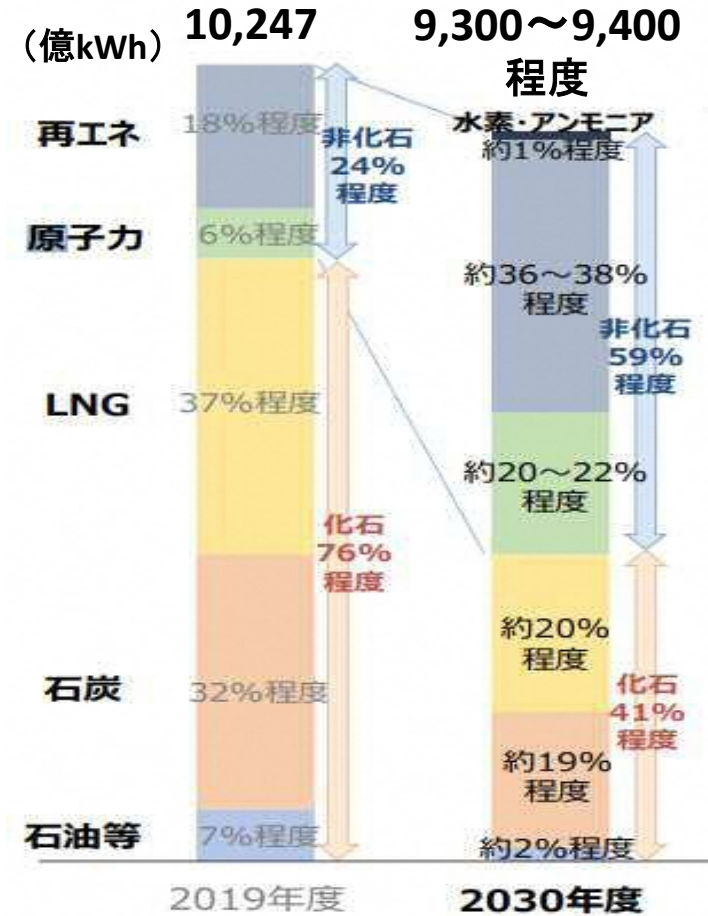 （億kWh）
10,247
9,300～9,400
程度
再エネ
原子力
LNG
石炭
石油等
18%程度
6%程度
37%程度
32%程度
7%程度
非化石
24%
程度
化石
76%
程度
水素・アンモニア
約1%程度
約36～38%
程度
約20～22%
程度
約20%
程度
約19%
程度
約2%程度
非化石
59%
程度
化石
41%
程度
2019年度
2030年度